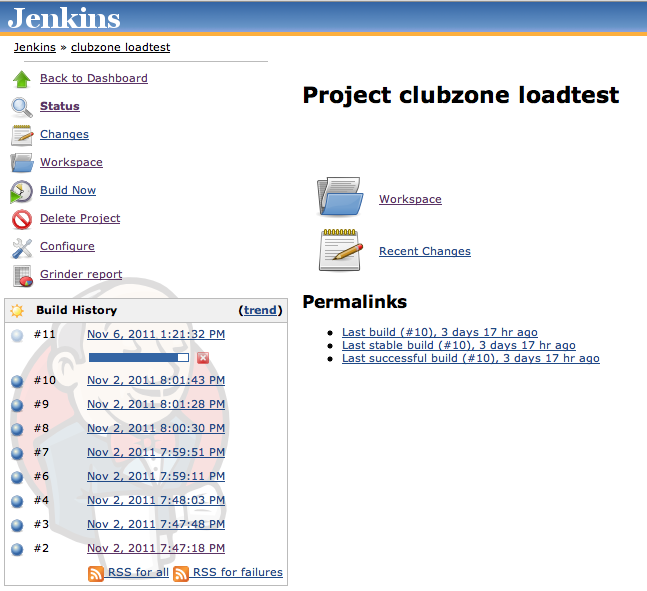 Jenkins
Jenkins » clubzone loadtest
Back to Dashboard
Status
Changes
Workspace
Build Now
Delete Project
Configure
Grinder report
Build History (trend)
#11 Nov 6, 2011 1:21:32 PM
#10 Nov 2, 2011 8:01:43 PM
#9 Nov 2, 2011 8:01:28 PM
#8 Nov 2, 2011 8:00:30 PM
#7 Nov 2, 2011 7:59:51 PM
#6 Nov 2, 2011 7:59:11 PM
#4 Nov 2, 2011 7:48:03 PM
#3 Nov 2, 2011 7:47:48 PM
#2 Nov 2, 2011 7:47:18 PM
RSS for all RSS for failures
Project clubzone loadtest
Workspace
Recent Changes
Permalinks
Last build (#10), 3 days 17 hr ago
Last stable build (#10), 3 days 17 hr ago
Last successful build (#10), 3 days 17 hr ago